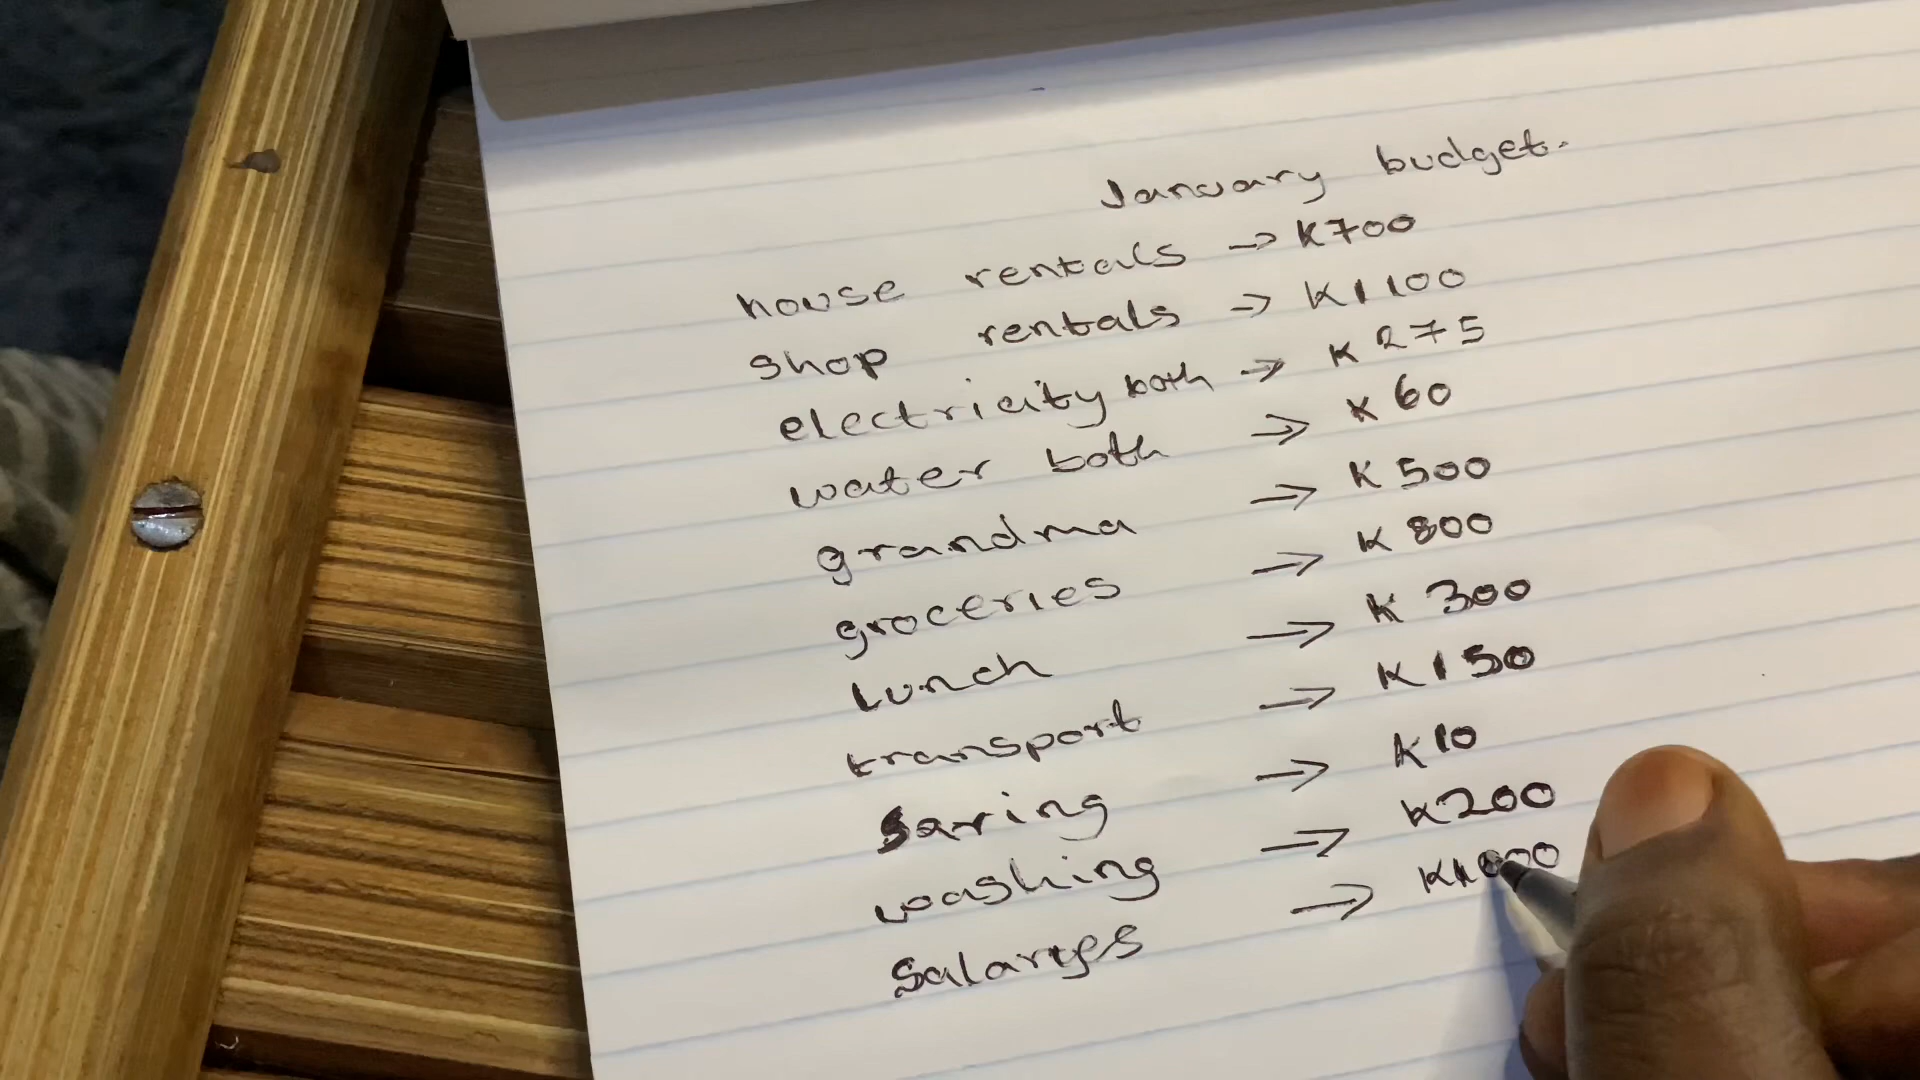 January budget.
house rentals → K700
shop rentals → K1100
electricity both → K275
water both → K60
grandma → K500
groceries → K800
lunch → K300
transport → K150
saving → K10
washing → K200
Salaryes →